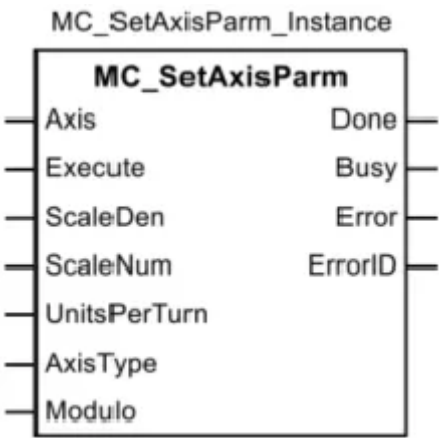 MC_SetAxisParm_Instance
MC_SetAxisParm
Axis Done
Execute Busy
ScaleDen Error
ScaleNum ErrorID
UnitsPerTurn
AxisType
Modulo